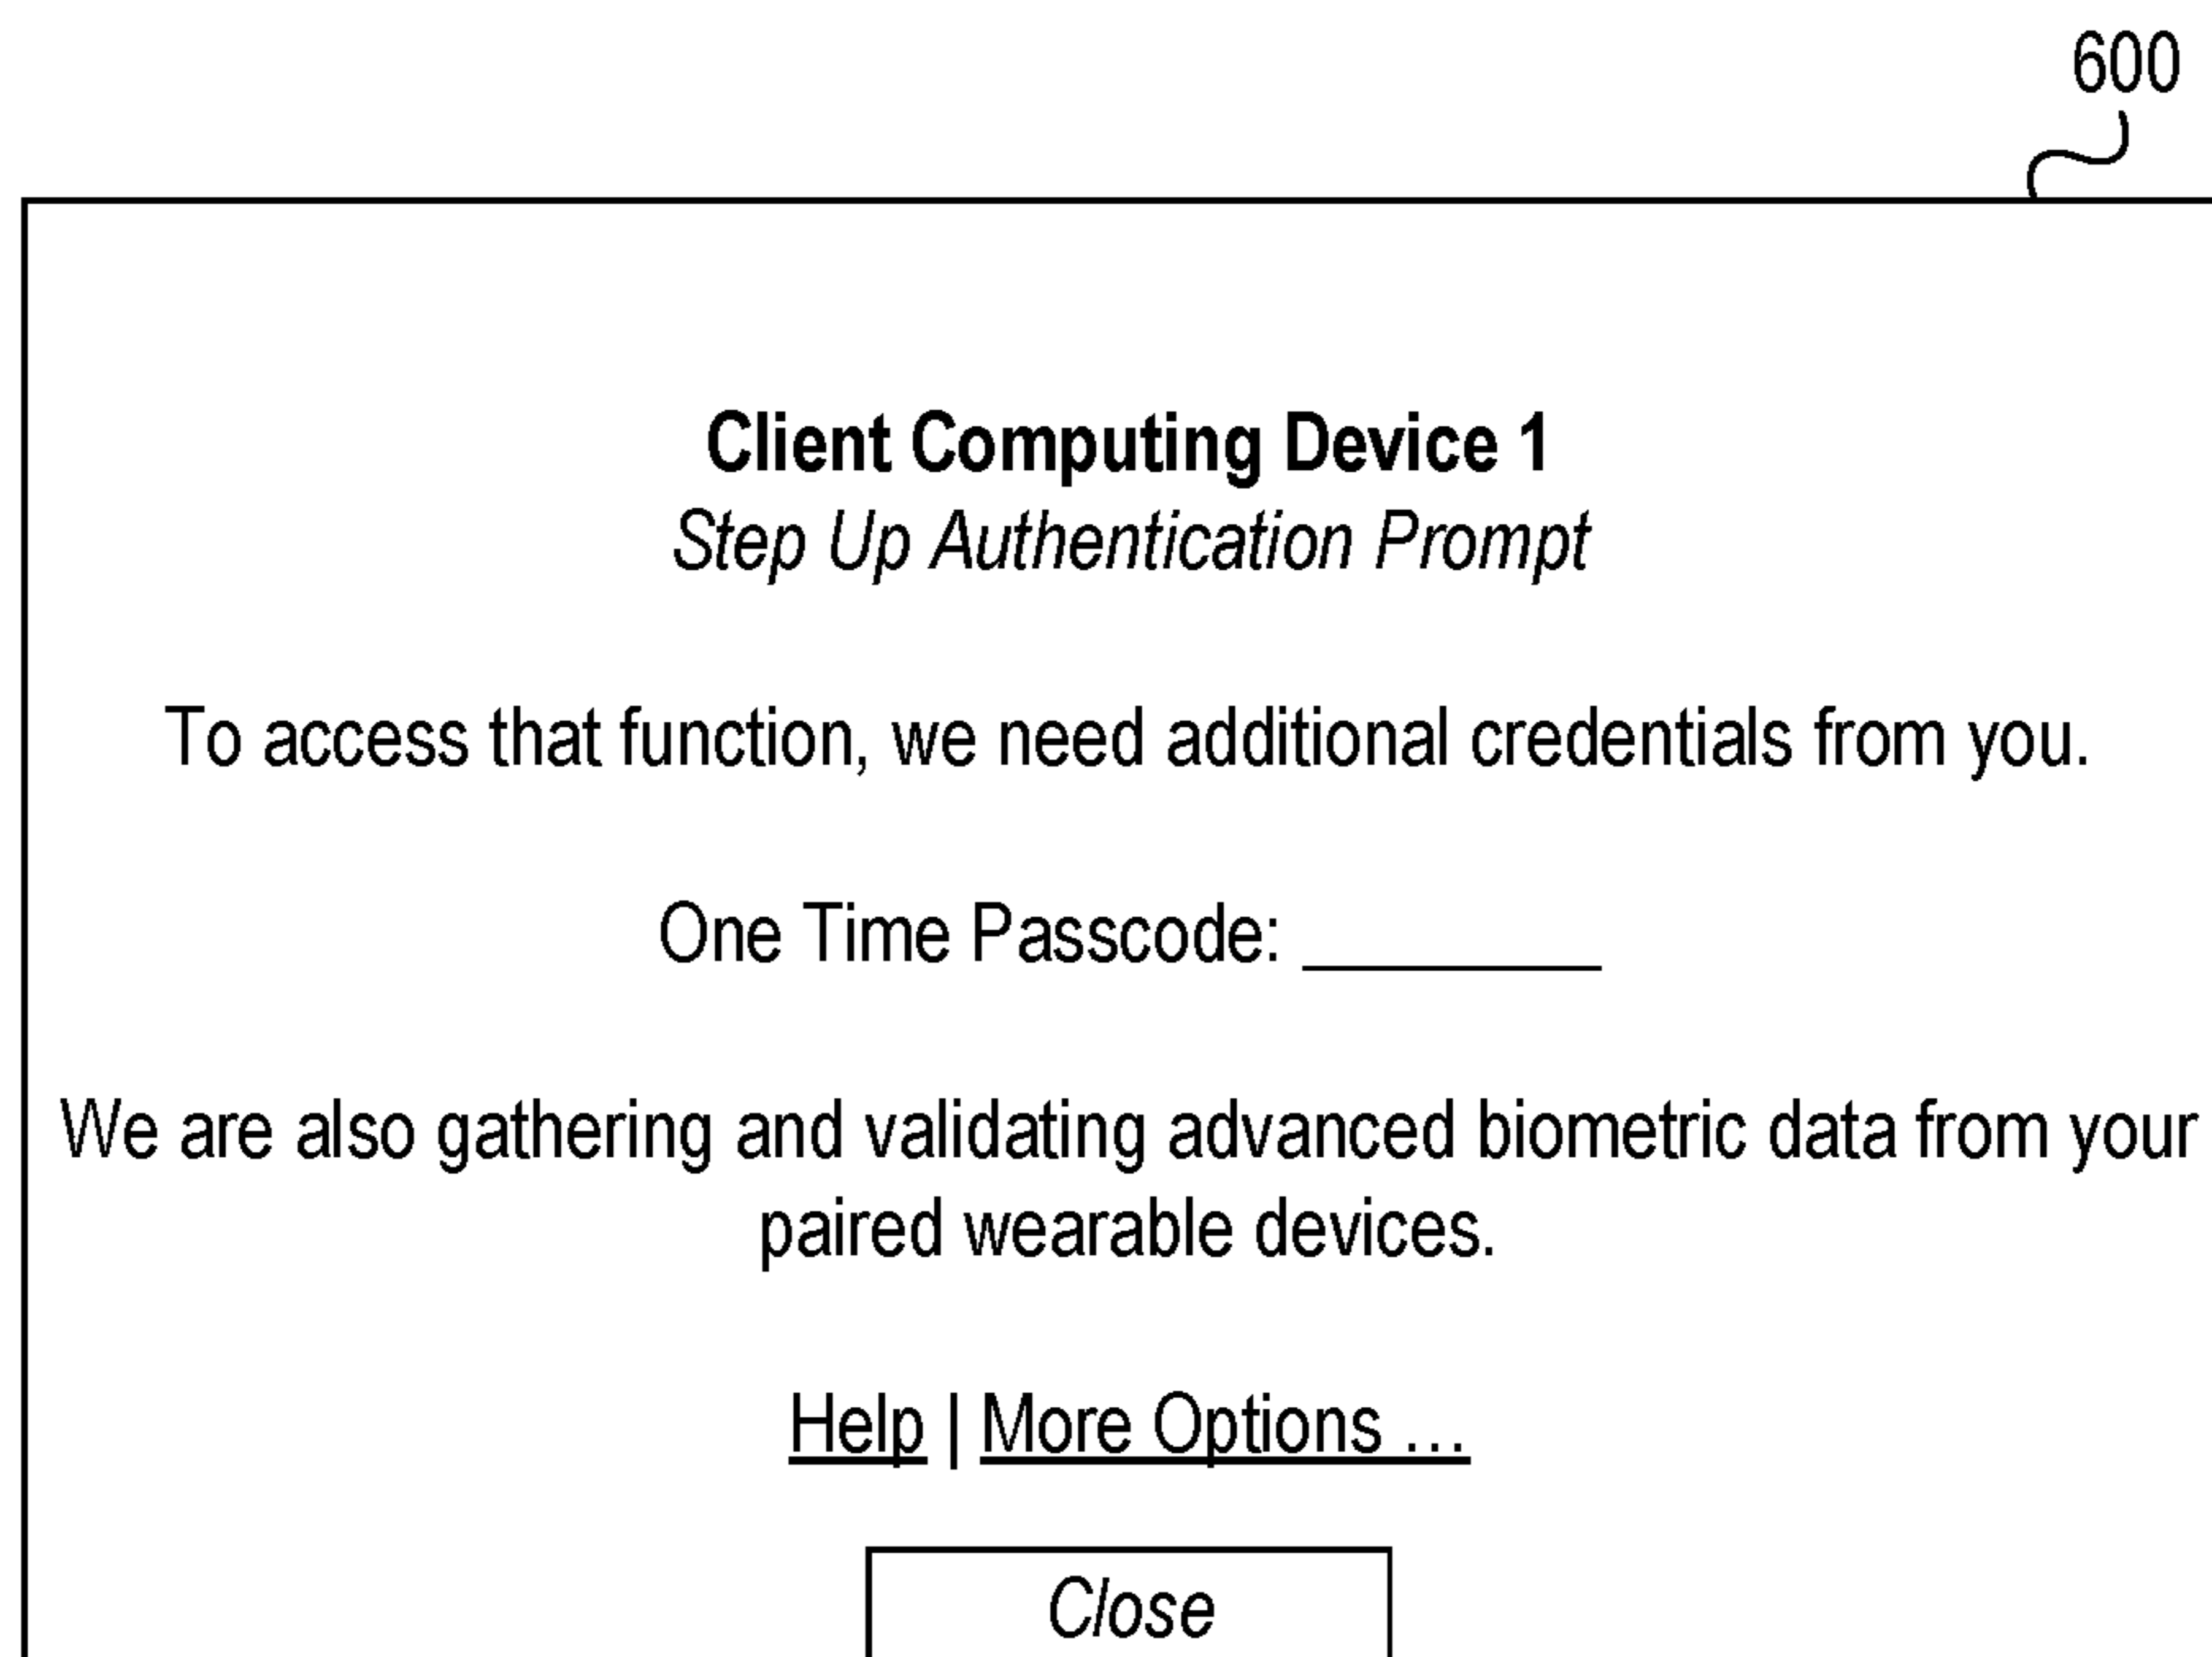 600
Client Computing Device 1
Step Up Authentication Prompt
To access that function, we need additional credentials from you.
One Time Passcode: ________
We are also gathering and validating advanced biometric data from your
paired wearable devices.
Help | More Options ...
Close